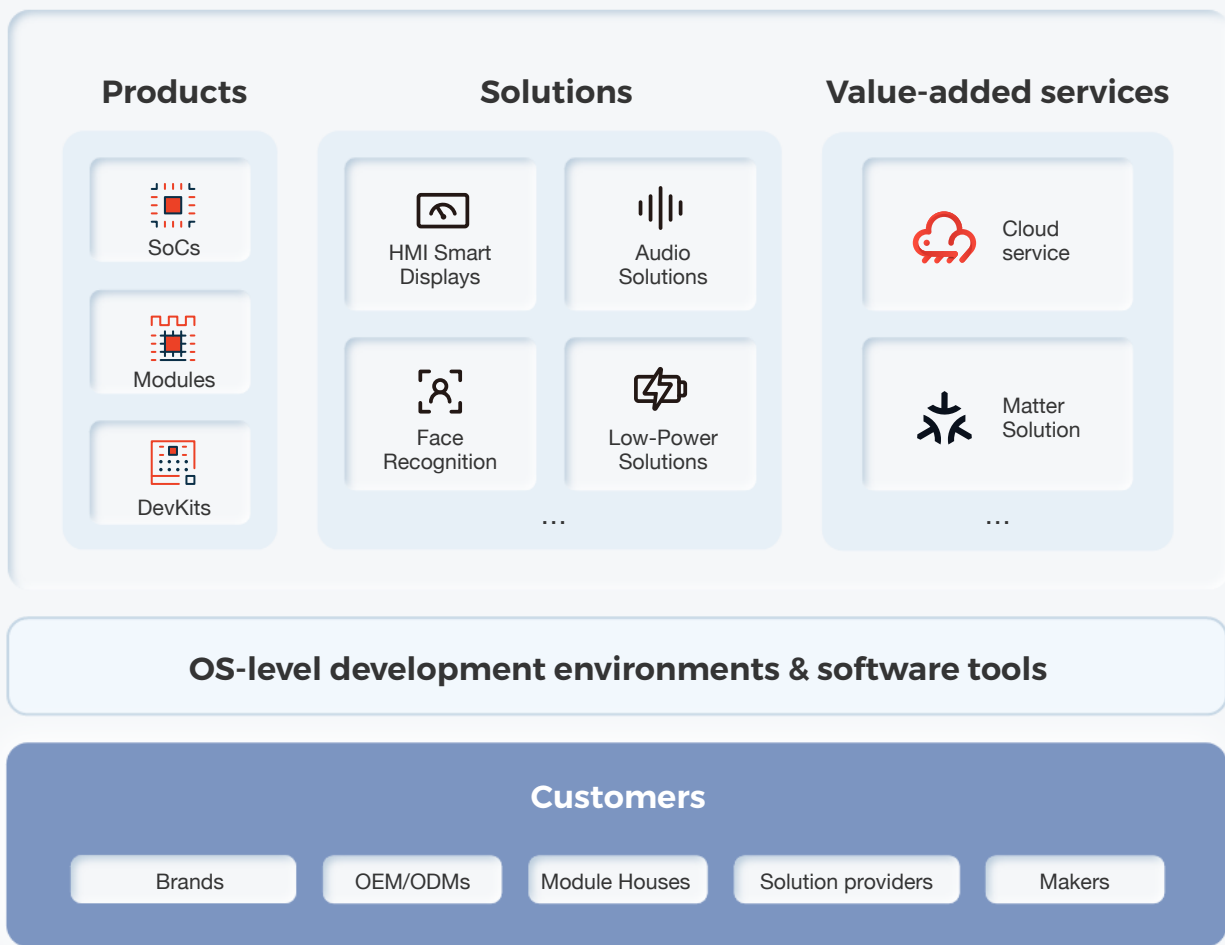 Products
SoCs
Modules
DevKits
Solutions
HMI Smart
Displays
Audio
Solutions
Face
Recognition
Low-Power
Solutions
...
Value-added services
Cloud
service
Matter
Solution
...
OS-level development environments & software tools
Customers
Brands
OEM/ODMs
Module Houses
Solution providers
Makers